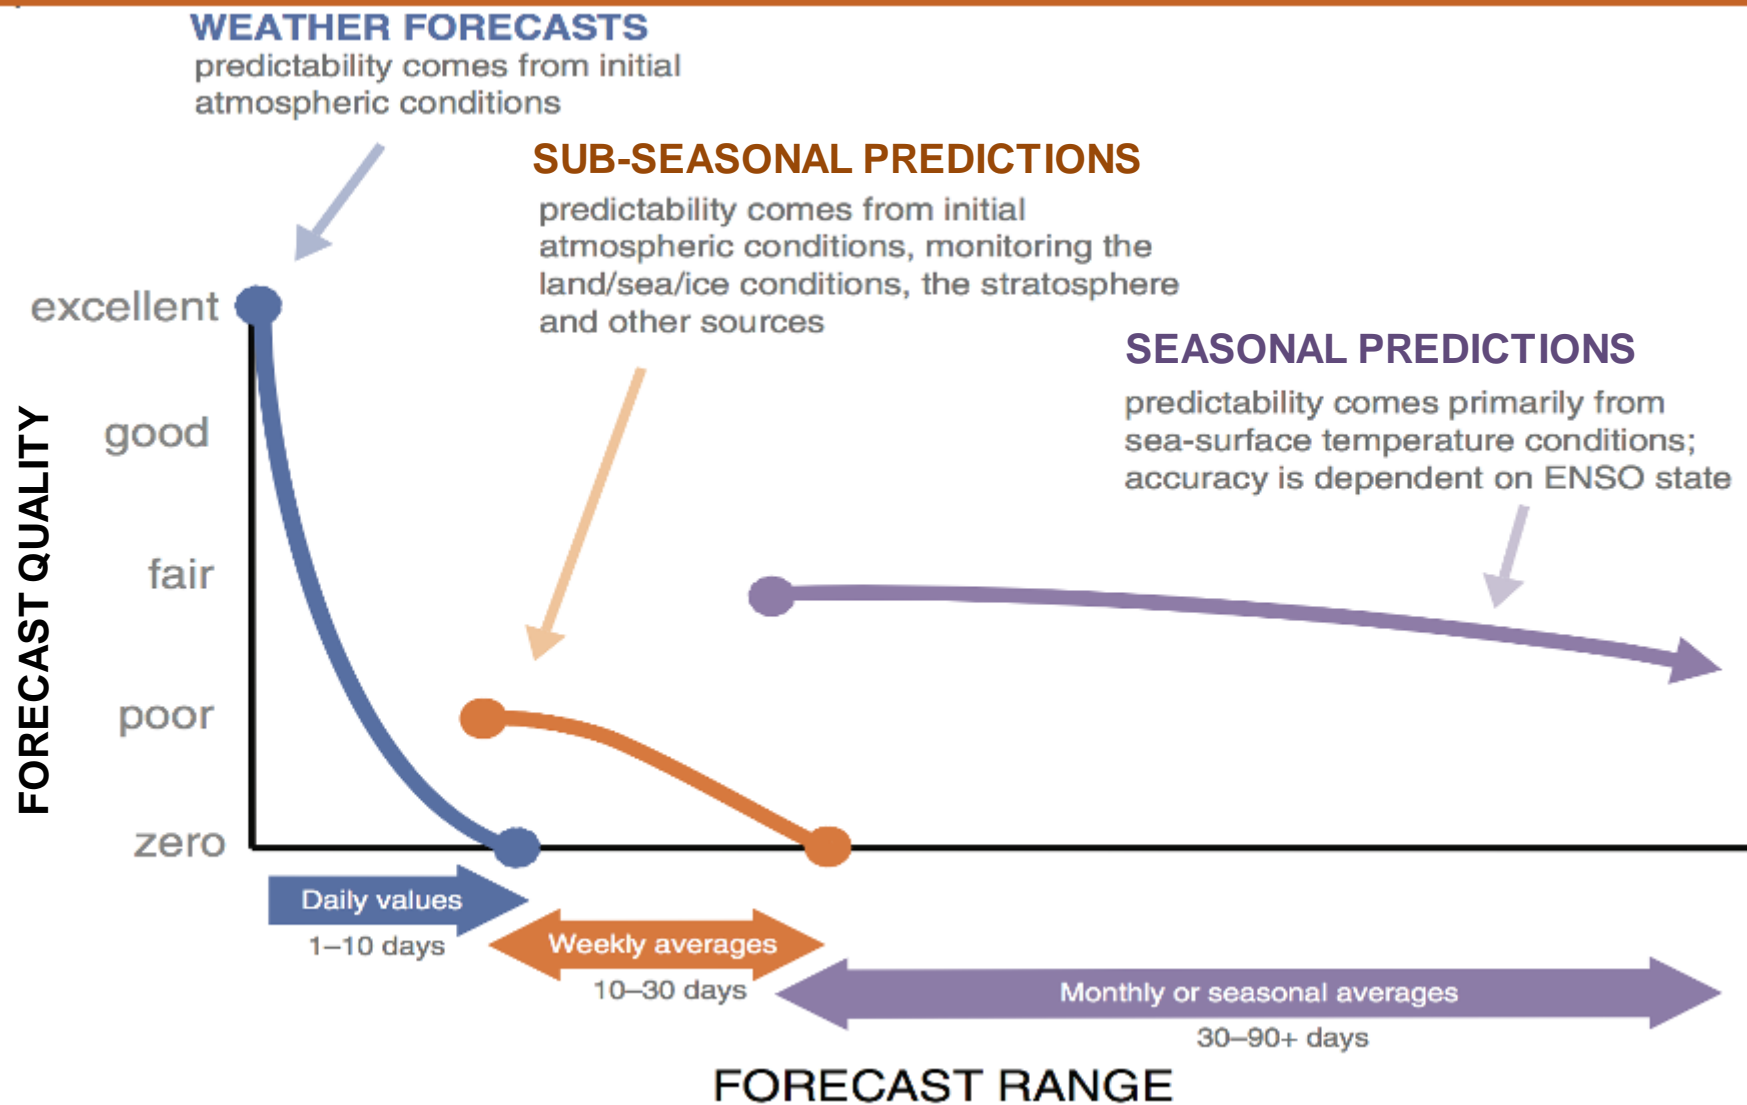 WEATHER FORECASTS
predictability comes from initial
atmospheric conditions
SUB-SEASONAL PREDICTIONS
predictability comes from initial
atmospheric conditions, monitoring the
land/sea/ice conditions, the stratosphere
and other sources
SEASONAL PREDICTIONS
predictability comes primarily from
sea-surface temperature conditions;
accuracy is dependent on ENSO state
FORECAST QUALITY
excellent
good
fair
poor
zero
Daily values
1–10 days
Weekly averages
10–30 days
Monthly or seasonal averages
30–90+ days
FORECAST RANGE